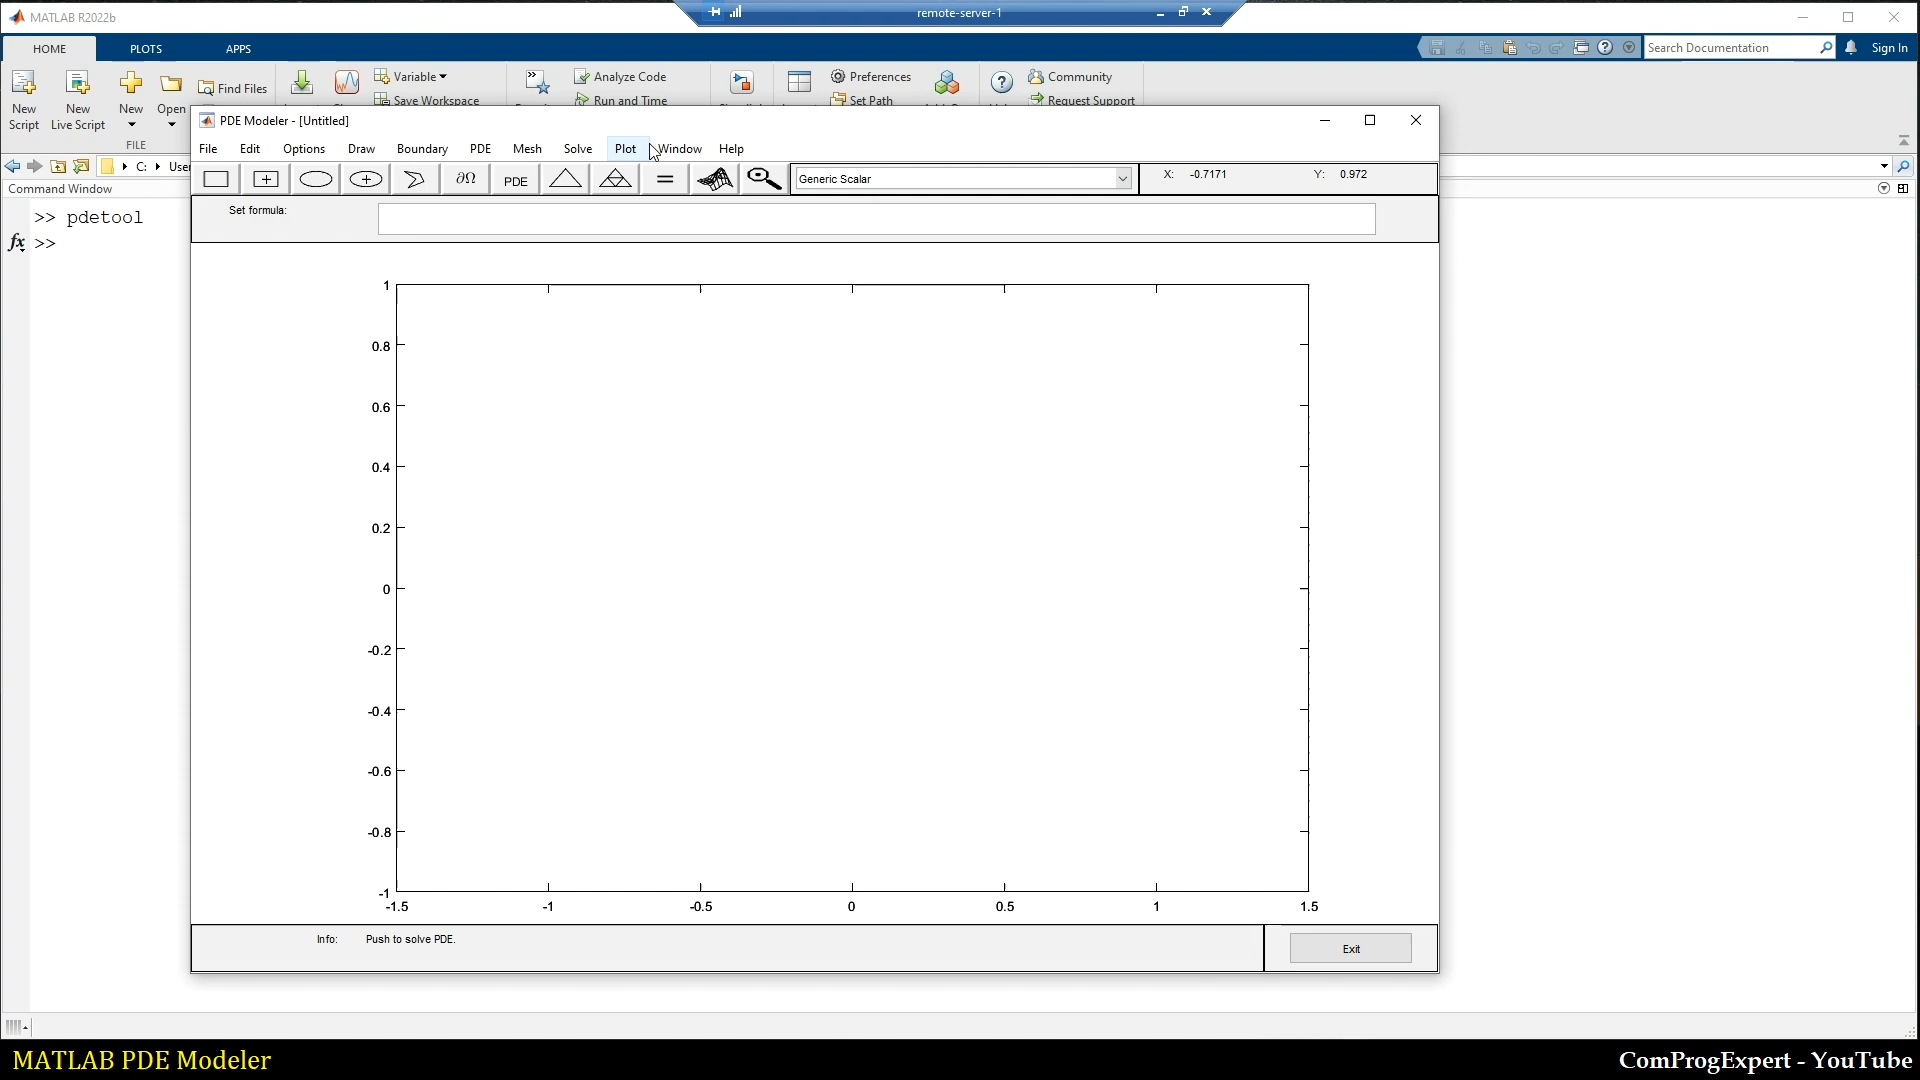 MATLAB R2022b
remote-server-1
HOME PLOTS APPS
Search Documentation
Sign In
New Script
New Live Script
New
Open
Find Files
Variable
Save Workspace
Analyze Code
Run and Time
Preferences
Set Path
Community
Request Support
FILE
C: Use
Command Window
>> pdetool
fx >>
PDE Modeler - [Untitled]
File Edit Options Draw Boundary PDE Mesh Solve Plot Window Help
∂Ω PDE = Generic Scalar X: -0.7171 Y: 0.972
Set formula:
1
0.8
0.6
0.4
0.2
0
-0.2
-0.4
-0.6
-0.8
-1
-1.5 -1 -0.5 0 0.5 1 1.5
Info: Push to solve PDE.
Exit
MATLAB PDE Modeler
ComProgExpert - YouTube